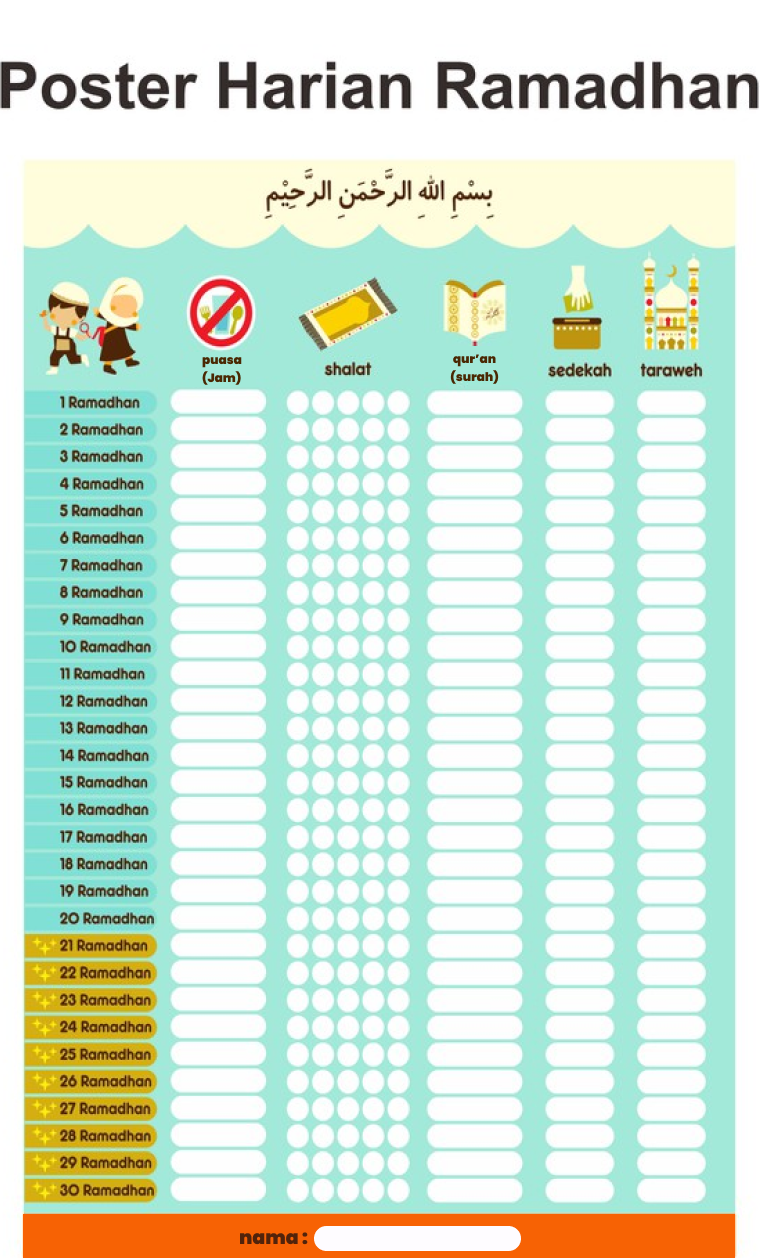 Poster Harian Ramadhan
بِسْمِ اللهِ الرَّحْمَنِ الرَّحِيْمِ
puasa
(Jam)
shalat
qur'an
(surah)
sedekah
taraweh
1 Ramadhan
2 Ramadhan
3 Ramadhan
4 Ramadhan
5 Ramadhan
6 Ramadhan
7 Ramadhan
8 Ramadhan
9 Ramadhan
10 Ramadhan
11 Ramadhan
12 Ramadhan
13 Ramadhan
14 Ramadhan
15 Ramadhan
16 Ramadhan
17 Ramadhan
18 Ramadhan
19 Ramadhan
20 Ramadhan
21 Ramadhan
22 Ramadhan
23 Ramadhan
24 Ramadhan
25 Ramadhan
26 Ramadhan
27 Ramadhan
28 Ramadhan
29 Ramadhan
30 Ramadhan
nama :